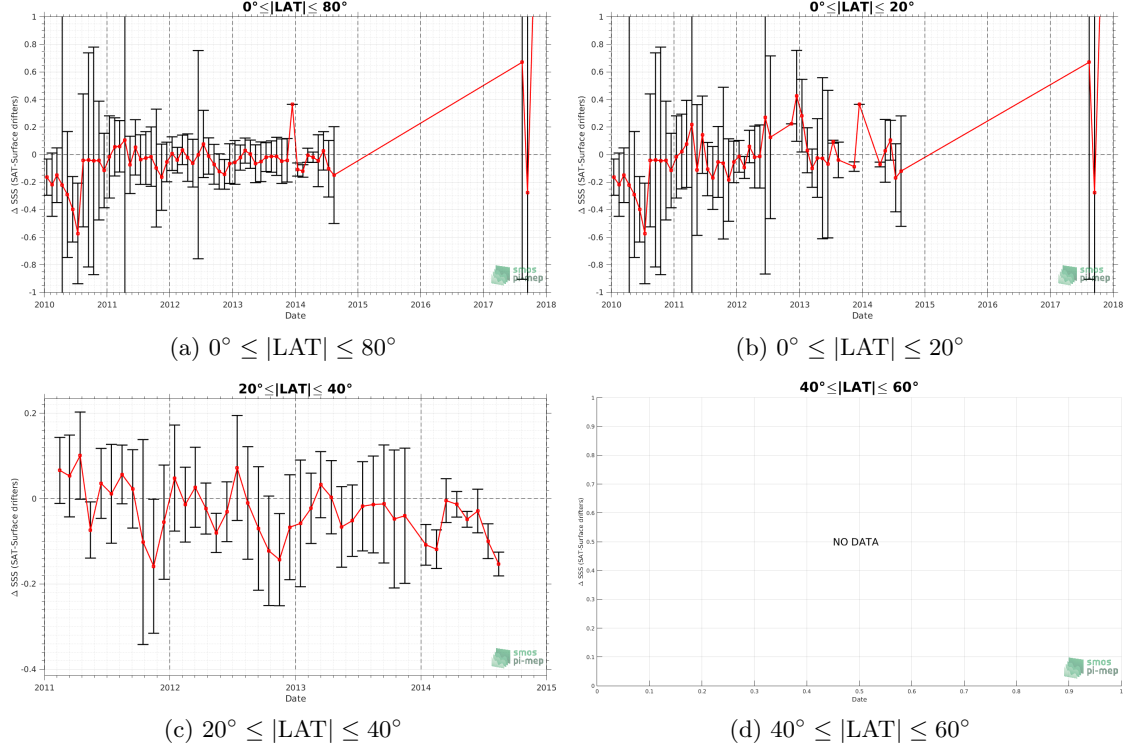 0°≤|LAT|≤ 80°
1
0.8
0.6
0.4
0.2
0
-0.2
-0.4
-0.6
-0.8
-1
Δ SSS (SAT-Surface drifters)
2010 2011 2012 2013 2014 2015 2016 2017 2018
Date
smos
pi-mep
(a) 0° ≤ |LAT| ≤ 80°
0°≤|LAT|≤ 20°
1
0.8
0.6
0.4
0.2
0
-0.2
-0.4
-0.6
-0.8
-1
Δ SSS (SAT-Surface drifters)
2010 2011 2012 2013 2014 2015 2016 2017 2018
Date
smos
pi-mep
(b) 0° ≤ |LAT| ≤ 20°
20°≤|LAT|≤ 40°
0.2
0
-0.2
-0.4
Δ SSS (SAT-Surface drifters)
2011 2012 2013 2014 2015
Date
smos
pi-mep
(c) 20° ≤ |LAT| ≤ 40°
40°≤|LAT|≤ 60°
1
0.9
0.8
0.7
0.6
0.5
0.4
0.3
0.2
0.1
0
Δ SSS (SAT-Surface drifters)
NO DATA
0 0.1 0.2 0.3 0.4 0.5 0.6 0.7 0.8 0.9 1
Date
smos
pi-mep
(d) 40° ≤ |LAT| ≤ 60°